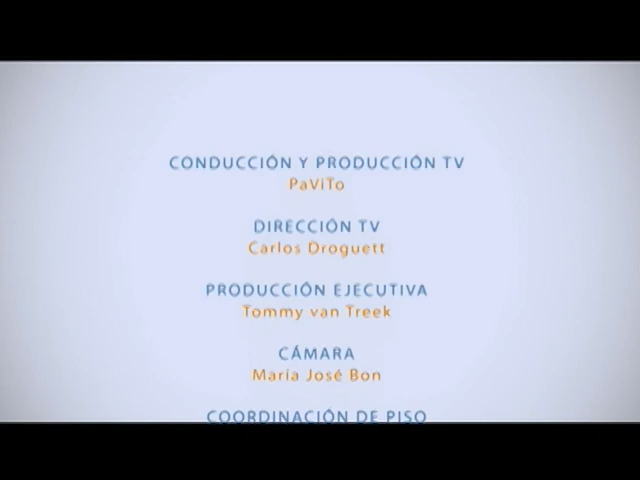 CONDUCCIÓN Y PRODUCCIÓN TV
PaViTo
DIRECCIÓN TV
Carlos Droguett
PRODUCCIÓN EJECUTIVA
Tommy van Treek
CÁMARA
María José Bon
COORDINACIÓN DE PISO